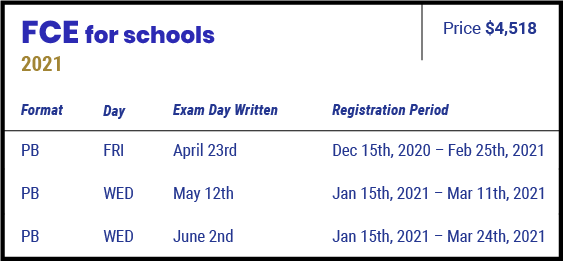 FCE for schools
Price $4,518
2021
Format Day Exam Day Written Registration Period
PB FRI April 23rd Dec 15th, 2020 – Feb 25th, 2021
PB WED May 12th Jan 15th, 2021 – Mar 11th, 2021
PB WED June 2nd Jan 15th, 2021 – Mar 24th, 2021